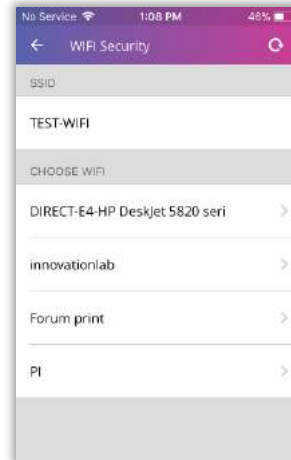 No Service 1:08 PM 46%
WiFi Security
SSID
TEST-WIFI
CHOOSE WIFI
DIRECT-E4-HP DeskJet 5820 seri
innovationlab
Forum print
PI